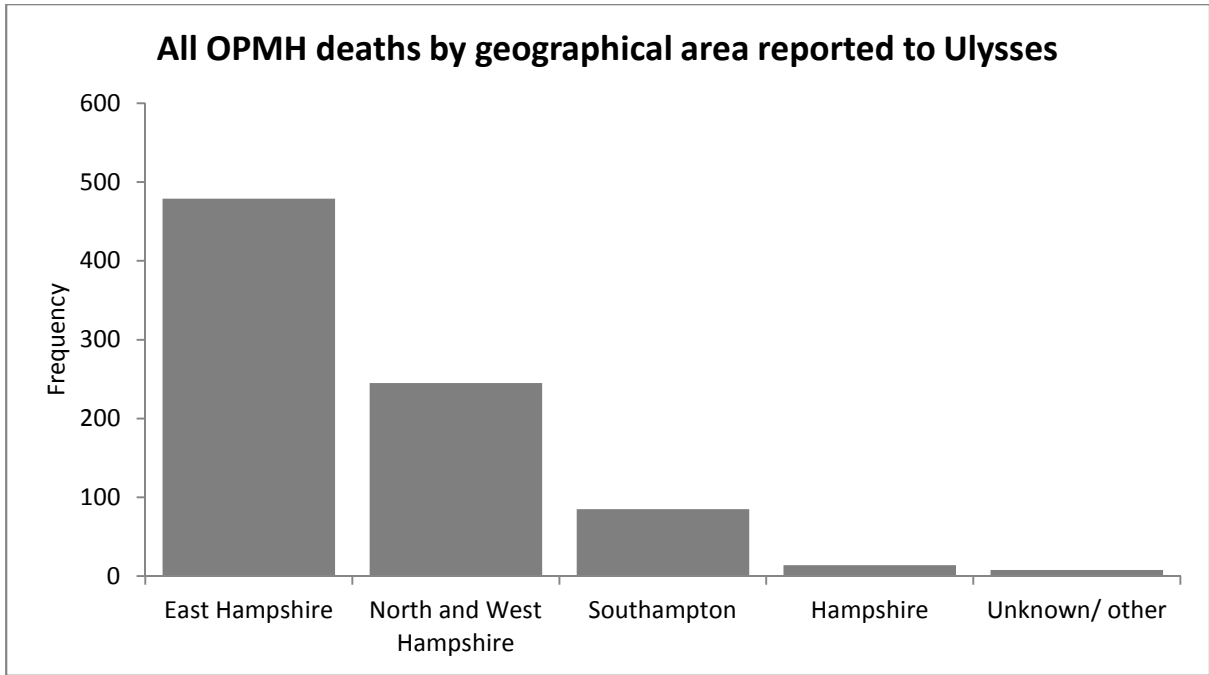 All OPMH deaths by geographical area reported to Ulysses
600
500
400
300
200
100
0
Frequency
East Hampshire
North and West
Hampshire
Southampton
Hampshire
Unknown/ other